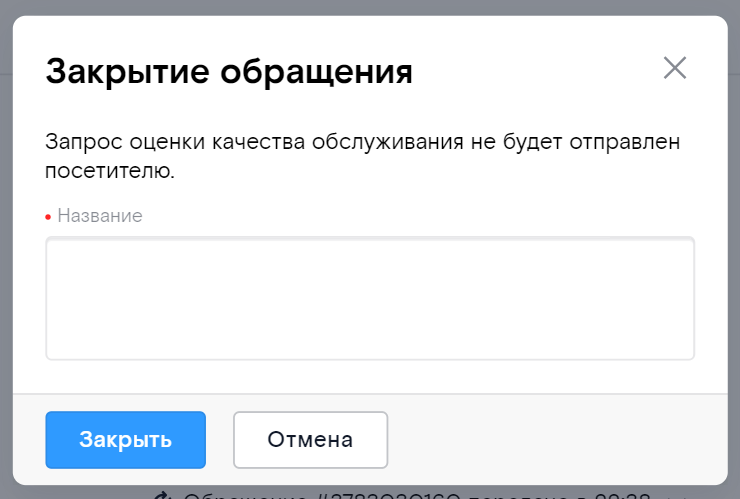 Закрытие обращения
Запрос оценки качества обслуживания не будет отправлен
посетителю.
• Название
Закрыть
Отмена